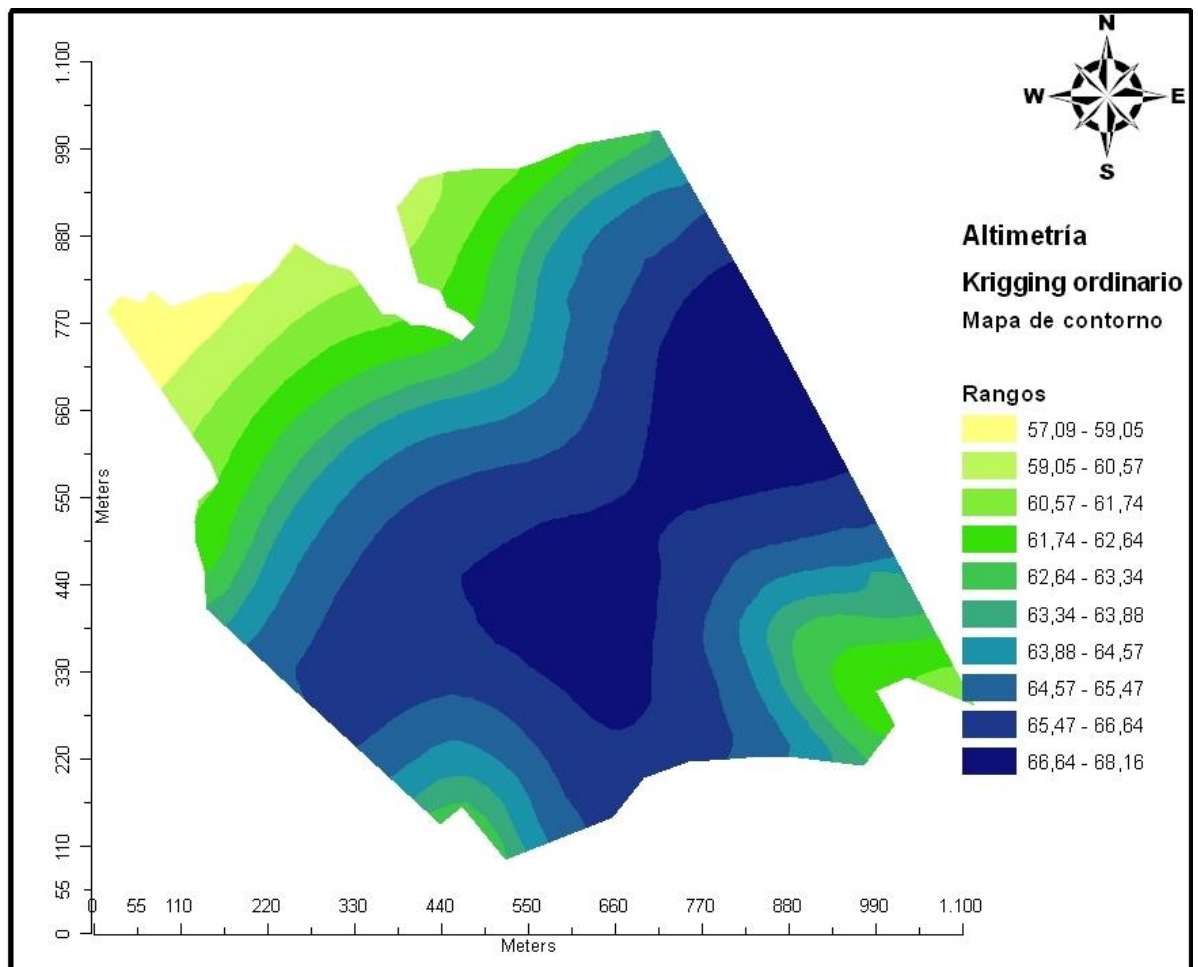 N
W E
S
Altimetría
Krigging ordinario
Mapa de contorno
Rangos
57,09 - 59,05
59,05 - 60,57
60,57 - 61,74
61,74 - 62,64
62,64 - 63,34
63,34 - 63,88
63,88 - 64,57
64,57 - 65,47
65,47 - 66,64
66,64 - 68,16
1.100
990
880
770
660
550
440
330
220
110
55
0
Meters
0 55 110 220 330 440 550 660 770 880 990 1.100
Meters